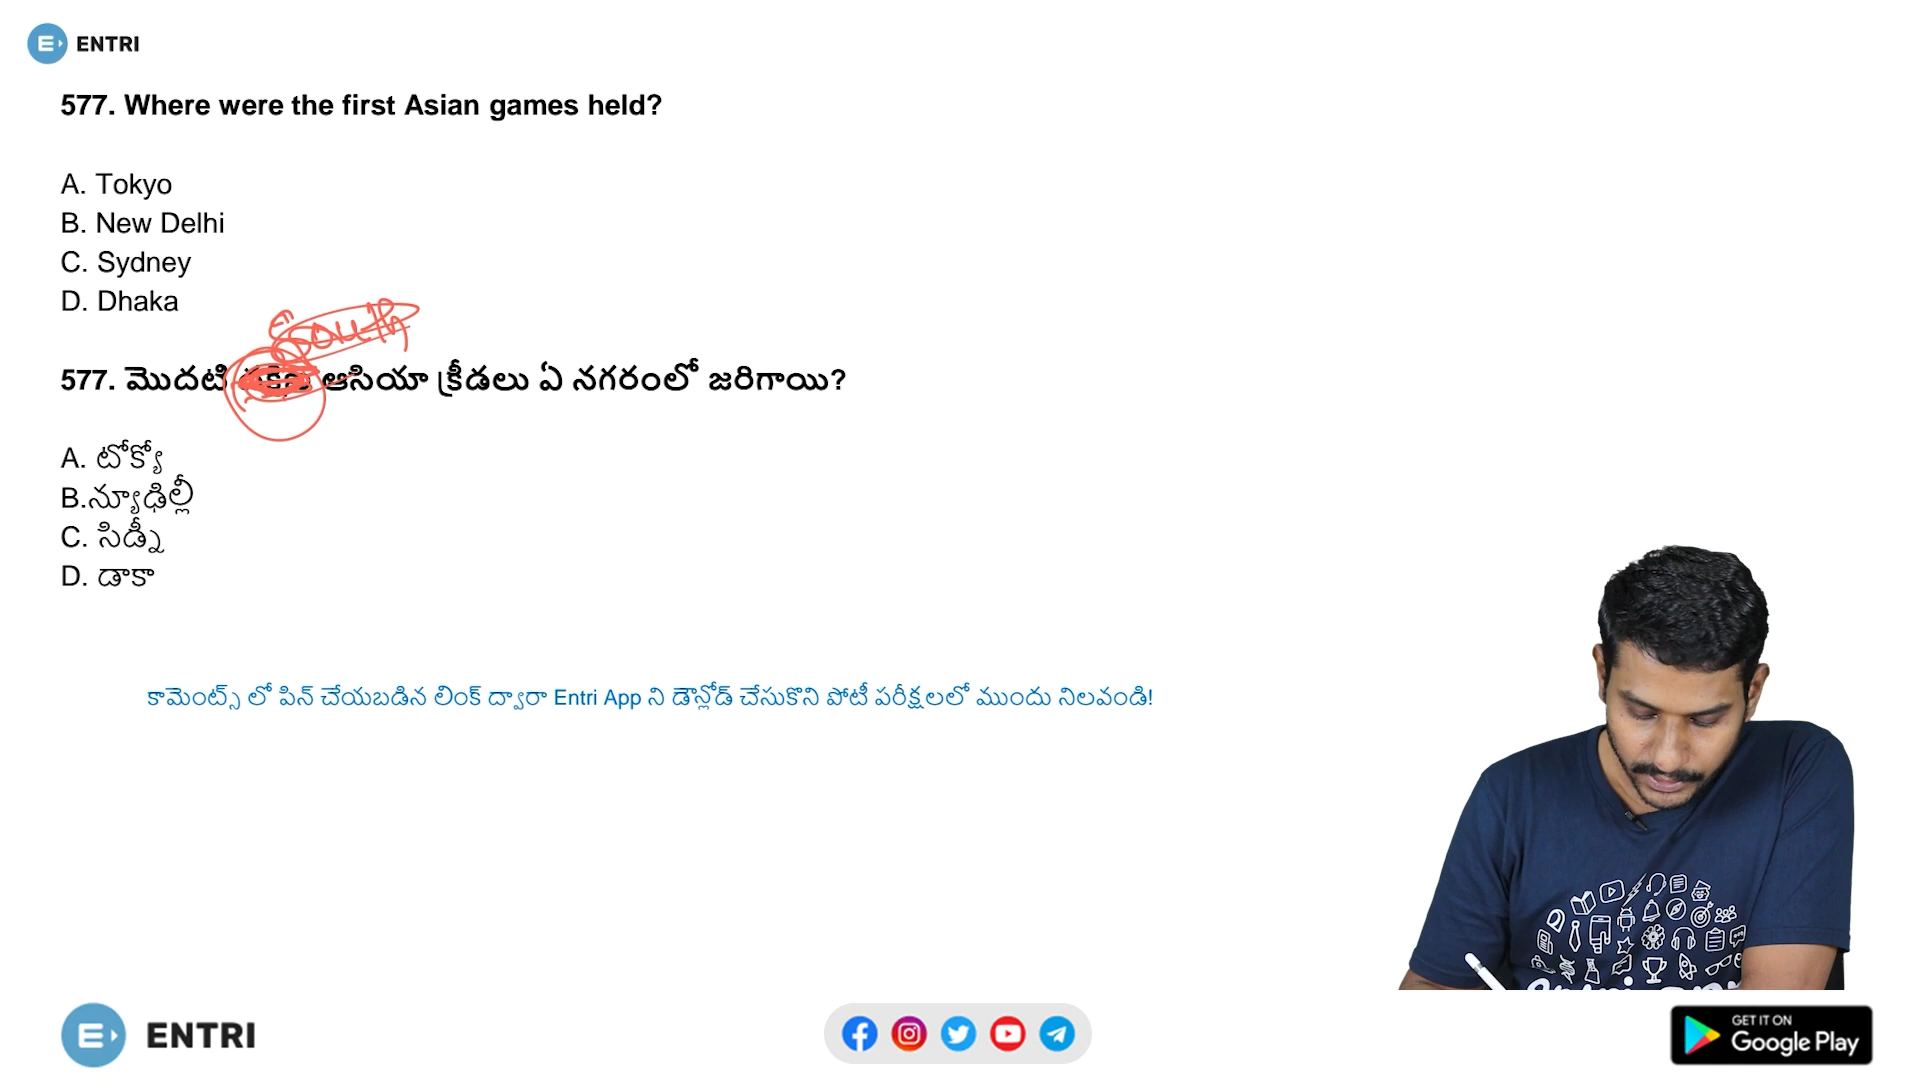 ENTRI
577. Where were the first Asian games held?
A. Tokyo
B. New Delhi
C. Sydney
D. Dhaka
South
577. మొదటి ఆసియా క్రీడలు ఏ నగరంలో జరిగాయి?
A. టోక్యో
B.న్యూఢిల్లీ
C. సిడ్నీ
D. డాకా
కామెంట్స్ లో పిన్ చేయబడిన లింక్ ద్వారా Entri App ని డౌన్లోడ్ చేసుకొని పోటీ పరీక్షలలో ముందు నిలవండి!
ENTRI
GET IT ON
Google Play